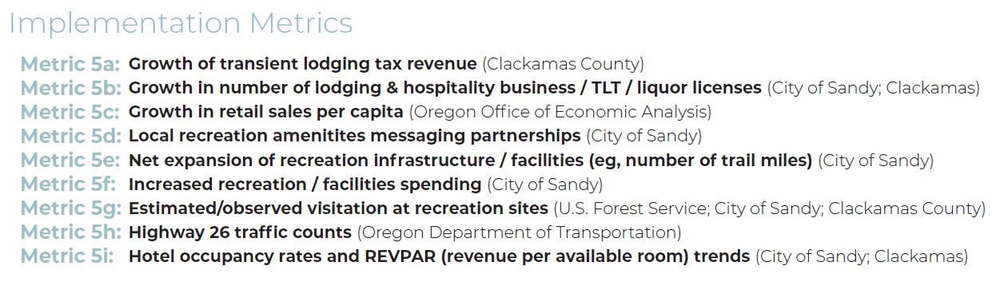 Implementation Metrics
Metric 5a: Growth of transient lodging tax revenue (Clackamas County)
Metric 5b: Growth in number of lodging & hospitality business / TLT / liquor licenses (City of Sandy; Clackamas)
Metric 5c: Growth in retail sales per capita (Oregon Office of Economic Analysis)
Metric 5d: Local recreation amenitites messaging partnerships (City of Sandy)
Metric 5e: Net expansion of recreation infrastructure / facilities (eg, number of trail miles) (City of Sandy)
Metric 5f: Increased recreation / facilities spending (City of Sandy)
Metric 5g: Estimated/observed visitation at recreation sites (U.S. Forest Service; City of Sandy; Clackamas County)
Metric 5h: Highway 26 traffic counts (Oregon Department of Transportation)
Metric 5i: Hotel occupancy rates and REVPAR (revenue per available room) trends (City of Sandy; Clackamas)